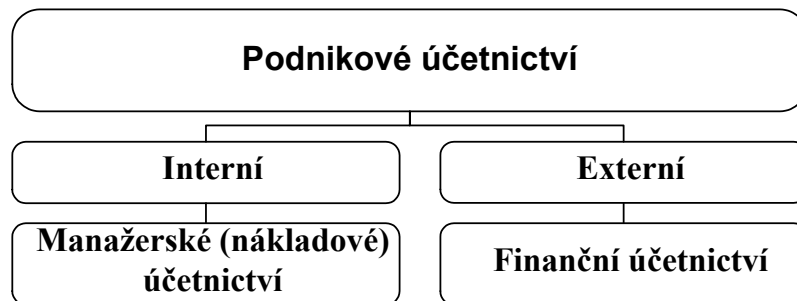 Podnikové účetnictví
Interní
Externí
Manažerské (nákladové)
účetnictví
Finanční účetnictví